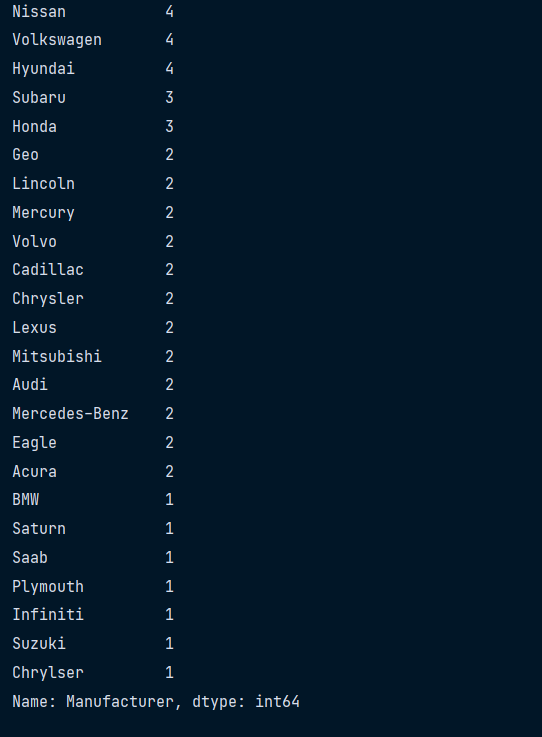 Nissan 4
Volkswagen 4
Hyundai 4
Subaru 3
Honda 3
Geo 2
Lincoln 2
Mercury 2
Volvo 2
Cadillac 2
Chrysler 2
Lexus 2
Mitsubishi 2
Audi 2
Mercedes-Benz 2
Eagle 2
Acura 2
BMW 1
Saturn 1
Saab 1
Plymouth 1
Infiniti 1
Suzuki 1
Chrylser 1
Name: Manufacturer, dtype: int64